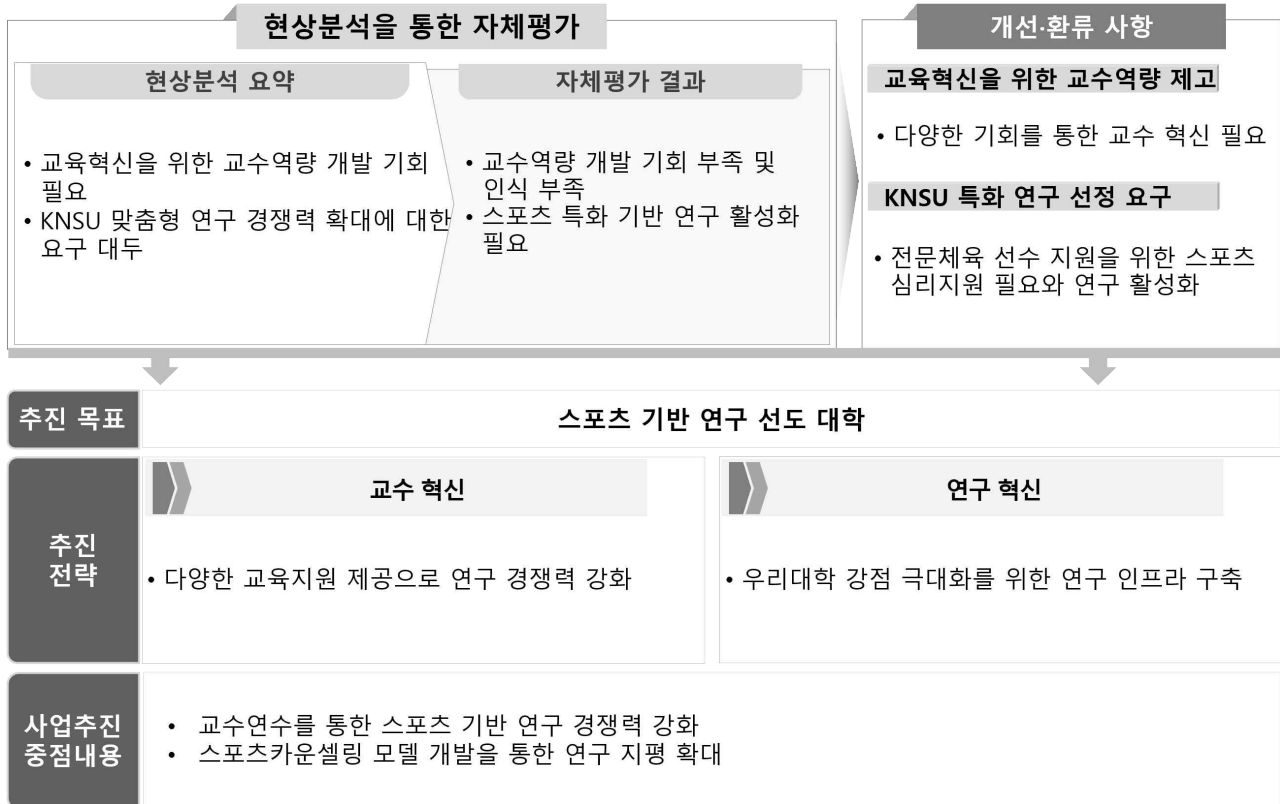 현상분석을 통한 자체평가
현상분석 요약
• 교육혁신을 위한 교수역량 개발 기회
필요
• KNSU 맞춤형 연구 경쟁력 확대에 대한
요구 대두
자체평가 결과
• 교수역량 개발 기회 부족 및
인식 부족
• 스포츠 특화 기반 연구 활성화
필요
개선·환류 사항
교육혁신을 위한 교수역량 제고
• 다양한 기회를 통한 교수 혁신 필요
KNSU 특화 연구 선정 요구
• 전문체육 선수 지원을 위한 스포츠
심리지원 필요와 연구 활성화
추진 목표
스포츠 기반 연구 선도 대학
추진
전략
교수 혁신
• 다양한 교육지원 제공으로 연구 경쟁력 강화
연구 혁신
• 우리대학 강점 극대화를 위한 연구 인프라 구축
사업추진
중점내용
• 교수연수를 통한 스포츠 기반 연구 경쟁력 강화
• 스포츠카운셀링 모델 개발을 통한 연구 지평 확대